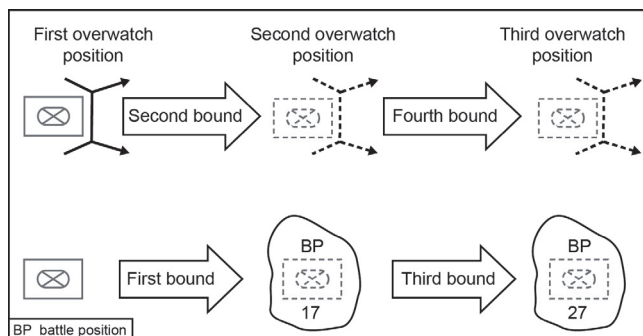 First overwatch position
Second overwatch position
Third overwatch position
Second bound
Fourth bound
First bound
BP
17
Third bound
BP
27
BP battle position